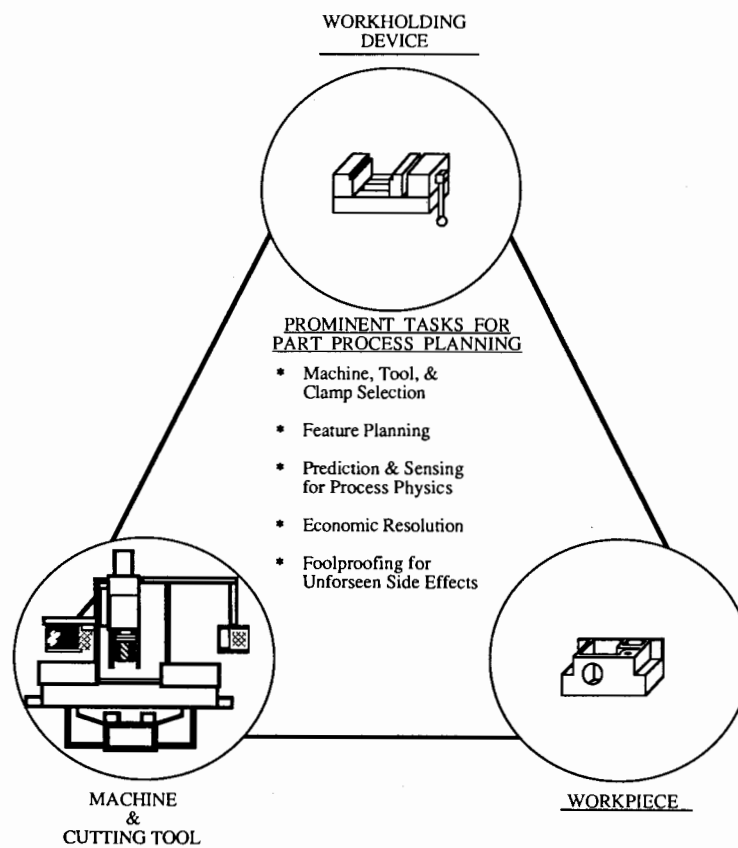 WORKHOLDING
DEVICE
PROMINENT TASKS FOR
PART PROCESS PLANNING
* Machine, Tool, &
Clamp Selection
* Feature Planning
* Prediction & Sensing
for Process Physics
* Economic Resolution
* Foolproofing for
Unforseen Side Effects
MACHINE
&
CUTTING TOOL
WORKPIECE